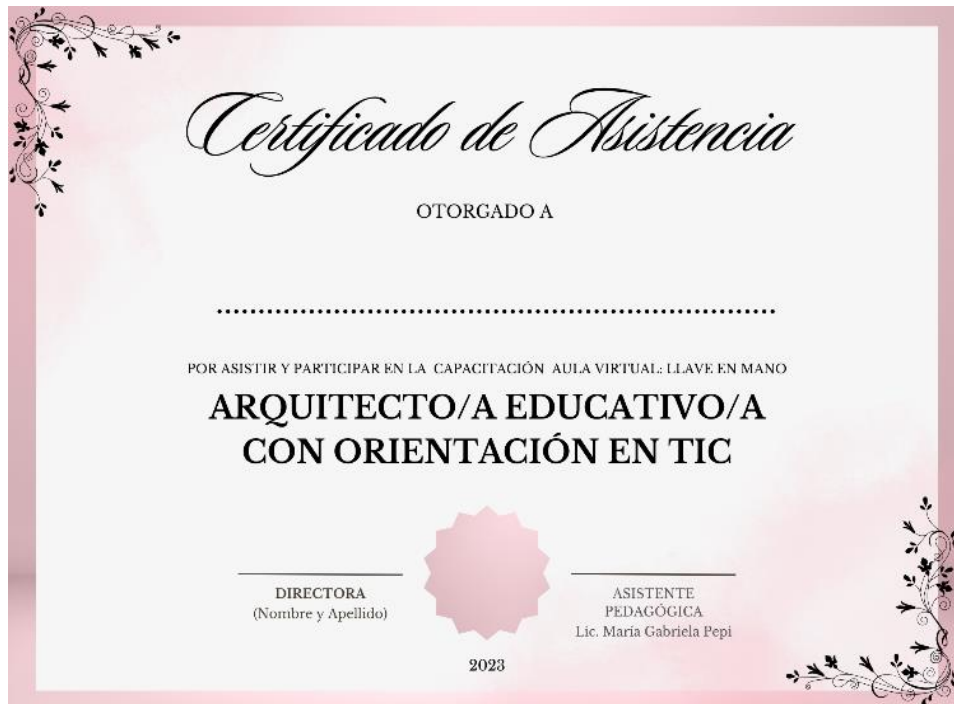 Certificado de Asistencia
OTORGADO A
POR ASISTIR Y PARTICIPAR EN LA CAPACITACIÓN AULA VIRTUAL: LLAVE EN MANO
ARQUITECTO/A EDUCATIVO/A
CON ORIENTACIÓN EN TIC
DIRECTORA
(Nombre y Apellido)
ASISTENTE
PEDAGÓGICA
Lic. María Gabriela Pepi
2023